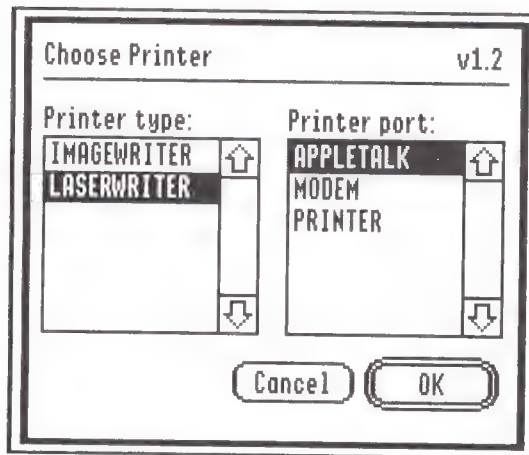 Choose Printer v1.2
Printer type:
IMAGEWRITER
LASERWRITER
Printer port:
APPLETALK
MODEM
PRINTER
Cancel OK